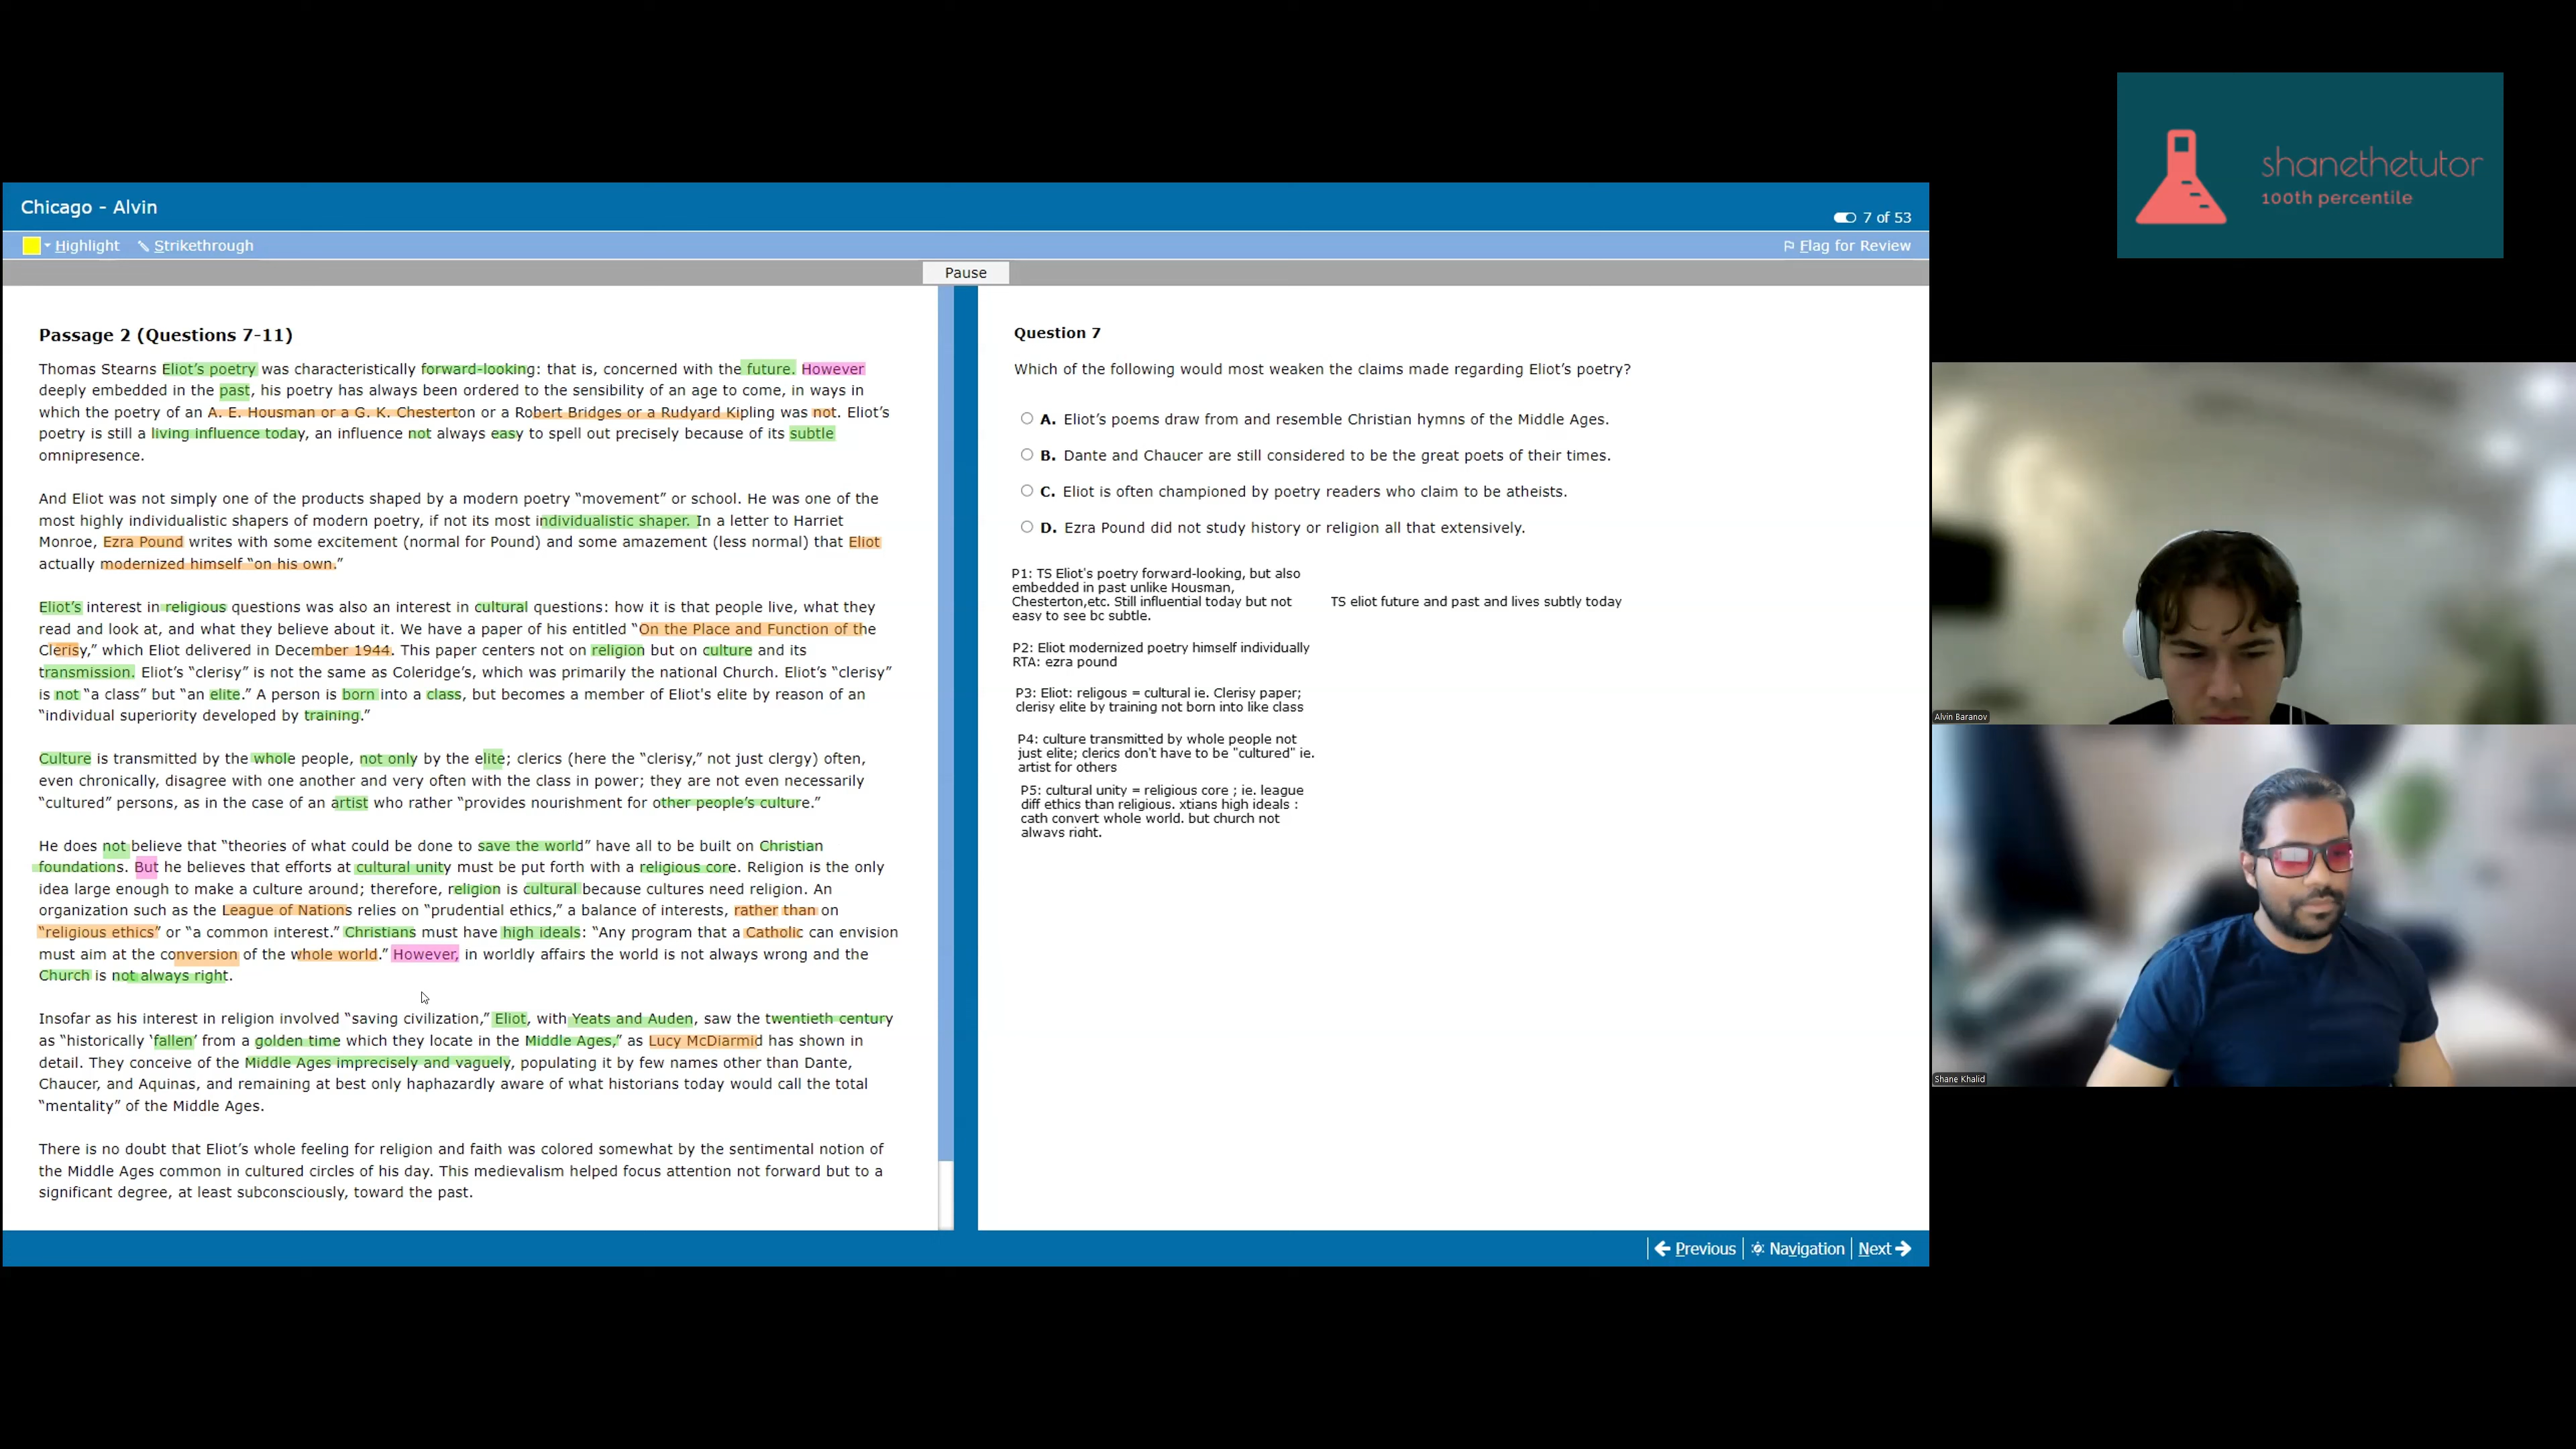 shanethetutor
100th percentile
Chicago - Alvin
7 of 53
Highlight
Strikethrough
Flag for Review
Pause
Passage 2 (Questions 7-11)
Thomas Stearns Eliot’s poetry was characteristically forward-looking: that is, concerned with the future. However
deeply embedded in the past, his poetry has always been ordered to the sensibility of an age to come, in ways in
which the poetry of an A. E. Housman or a G. K. Chesterton or a Robert Bridges or a Rudyard Kipling was not. Eliot’s
poetry is still a living influence today, an influence not always easy to spell out precisely because of its subtle
omnipresence.
And Eliot was not simply one of the products shaped by a modern poetry “movement” or school. He was one of the
most highly individualistic shapers of modern poetry, if not its most individualistic shaper. In a letter to Harriet
Monroe, Ezra Pound writes with some excitement (normal for Pound) and some amazement (less normal) that Eliot
actually modernized himself “on his own.”
Eliot’s interest in religious questions was also an interest in cultural questions: how it is that people live, what they
read and look at, and what they believe about it. We have a paper of his entitled “On the Place and Function of the
Clerisy,” which Eliot delivered in December 1944. This paper centers not on religion but on culture and its
transmission. Eliot’s “clerisy” is not the same as Coleridge’s, which was primarily the national Church. Eliot’s “clerisy”
is not “a class” but “an elite.” A person is born into a class, but becomes a member of Eliot's elite by reason of an
“individual superiority developed by training.”
Culture is transmitted by the whole people, not only by the elite; clerics (here the “clerisy,” not just clergy) often,
even chronically, disagree with one another and very often with the class in power; they are not even necessarily
“cultured” persons, as in the case of an artist who rather “provides nourishment for other people’s culture.”
He does not believe that “theories of what could be done to save the world” have all to be built on Christian
foundations. But he believes that efforts at cultural unity must be put forth with a religious core. Religion is the only
idea large enough to make a culture around; therefore, religion is cultural because cultures need religion. An
organization such as the League of Nations relies on “prudential ethics,” a balance of interests, rather than on
“religious ethics” or “a common interest.” Christians must have high ideals: “Any program that a Catholic can envision
must aim at the conversion of the whole world.” However, in worldly affairs the world is not always wrong and the
Church is not always right.
Insofar as his interest in religion involved “saving civilization,” Eliot, with Yeats and Auden, saw the twentieth century
as “historically ‘fallen’ from a golden time which they locate in the Middle Ages,” as Lucy McDiarmid has shown in
detail. They conceive of the Middle Ages imprecisely and vaguely, populating it by few names other than Dante,
Chaucer, and Aquinas, and remaining at best only haphazardly aware of what historians today would call the total
“mentality” of the Middle Ages.
There is no doubt that Eliot’s whole feeling for religion and faith was colored somewhat by the sentimental notion of
the Middle Ages common in cultured circles of his day. This medievalism helped focus attention not forward but to a
significant degree, at least subconsciously, toward the past.
Question 7
Which of the following would most weaken the claims made regarding Eliot’s poetry?
A. Eliot’s poems draw from and resemble Christian hymns of the Middle Ages.
B. Dante and Chaucer are still considered to be the great poets of their times.
C. Eliot is often championed by poetry readers who claim to be atheists.
D. Ezra Pound did not study history or religion all that extensively.
P1: TS Eliot's poetry forward-looking, but also
embedded in past unlike Housman,
Chesterton,etc. Still influential today but not
easy to see bc subtle.
TS eliot future and past and lives subtly today
P2: Eliot modernized poetry himself individually
RTA: ezra pound
P3: Eliot: religous = cultural ie. Clerisy paper;
clerisy elite by training not born into like class
P4: culture transmitted by whole people not
just elite; clerics don't have to be "cultured" ie.
artist for others
P5: cultural unity = religious core ; ie. league
diff ethics than religious. xtians high ideals :
cath convert whole world. but church not
always right.
Previous
Navigation
Next
Alvin Baranov
Shane Khalid